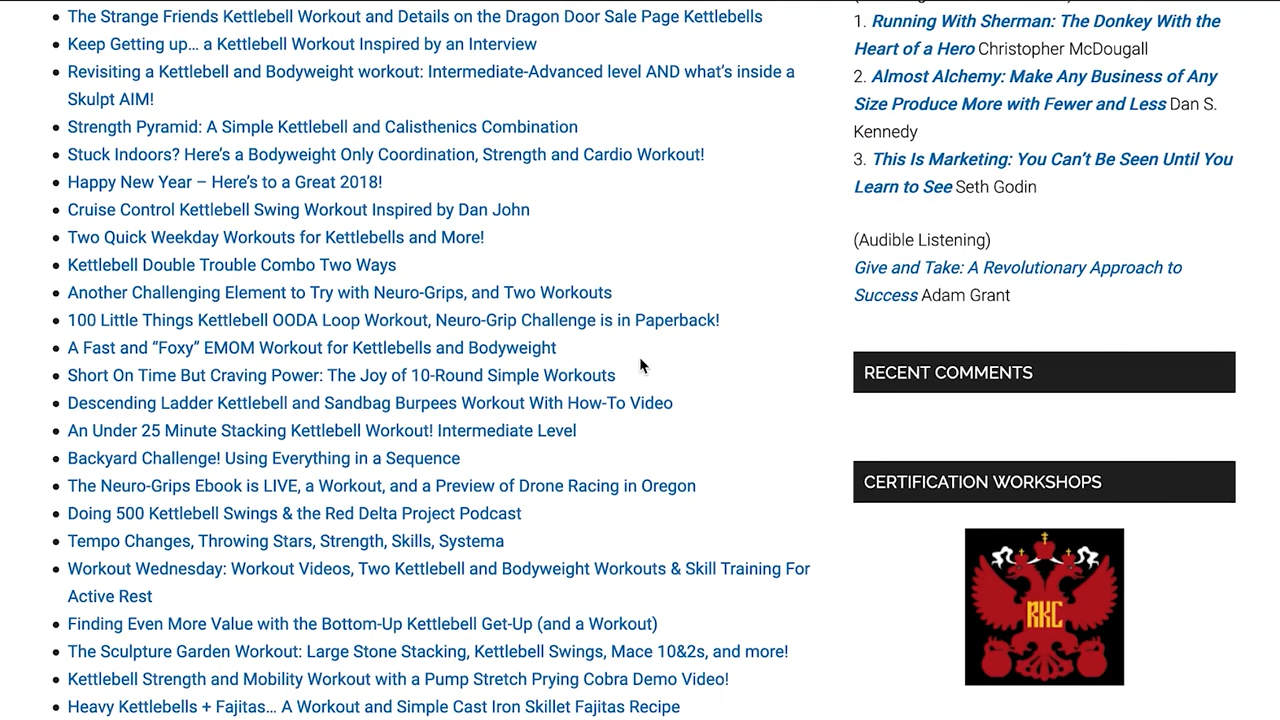 The Strange Friends Kettlebell Workout and Details on the Dragon Door Sale Page Kettlebells
Keep Getting up… a Kettlebell Workout Inspired by an Interview
Revisiting a Kettlebell and Bodyweight workout: Intermediate-Advanced level AND what’s inside a
Skulpt AIM!
Strength Pyramid: A Simple Kettlebell and Calisthenics Combination
Stuck Indoors? Here’s a Bodyweight Only Coordination, Strength and Cardio Workout!
Happy New Year – Here’s to a Great 2018!
Cruise Control Kettlebell Swing Workout Inspired by Dan John
Two Quick Weekday Workouts for Kettlebells and More!
Kettlebell Double Trouble Combo Two Ways
Another Challenging Element to Try with Neuro-Grips, and Two Workouts
100 Little Things Kettlebell OODA Loop Workout, Neuro-Grip Challenge is in Paperback!
A Fast and “Foxy” EMOM Workout for Kettlebells and Bodyweight
Short On Time But Craving Power: The Joy of 10-Round Simple Workouts
Descending Ladder Kettlebell and Sandbag Burpees Workout With How-To Video
An Under 25 Minute Stacking Kettlebell Workout! Intermediate Level
Backyard Challenge! Using Everything in a Sequence
The Neuro-Grips Ebook is LIVE, a Workout, and a Preview of Drone Racing in Oregon
Doing 500 Kettlebell Swings & the Red Delta Project Podcast
Tempo Changes, Throwing Stars, Strength, Skills, Systema
Workout Wednesday: Workout Videos, Two Kettlebell and Bodyweight Workouts & Skill Training For
Active Rest
Finding Even More Value with the Bottom-Up Kettlebell Get-Up (and a Workout)
The Sculpture Garden Workout: Large Stone Stacking, Kettlebell Swings, Mace 10&2s, and more!
Kettlebell Strength and Mobility Workout with a Pump Stretch Prying Cobra Demo Video!
Heavy Kettlebells + Fajitas… A Workout and Simple Cast Iron Skillet Fajitas Recipe
1. Running With Sherman: The Donkey With the
Heart of a Hero Christopher McDougall
2. Almost Alchemy: Make Any Business of Any
Size Produce More with Fewer and Less Dan S.
Kennedy
3. This Is Marketing: You Can’t Be Seen Until You
Learn to See Seth Godin
(Audible Listening)
Give and Take: A Revolutionary Approach to
Success Adam Grant
RECENT COMMENTS
CERTIFICATION WORKSHOPS
RKC